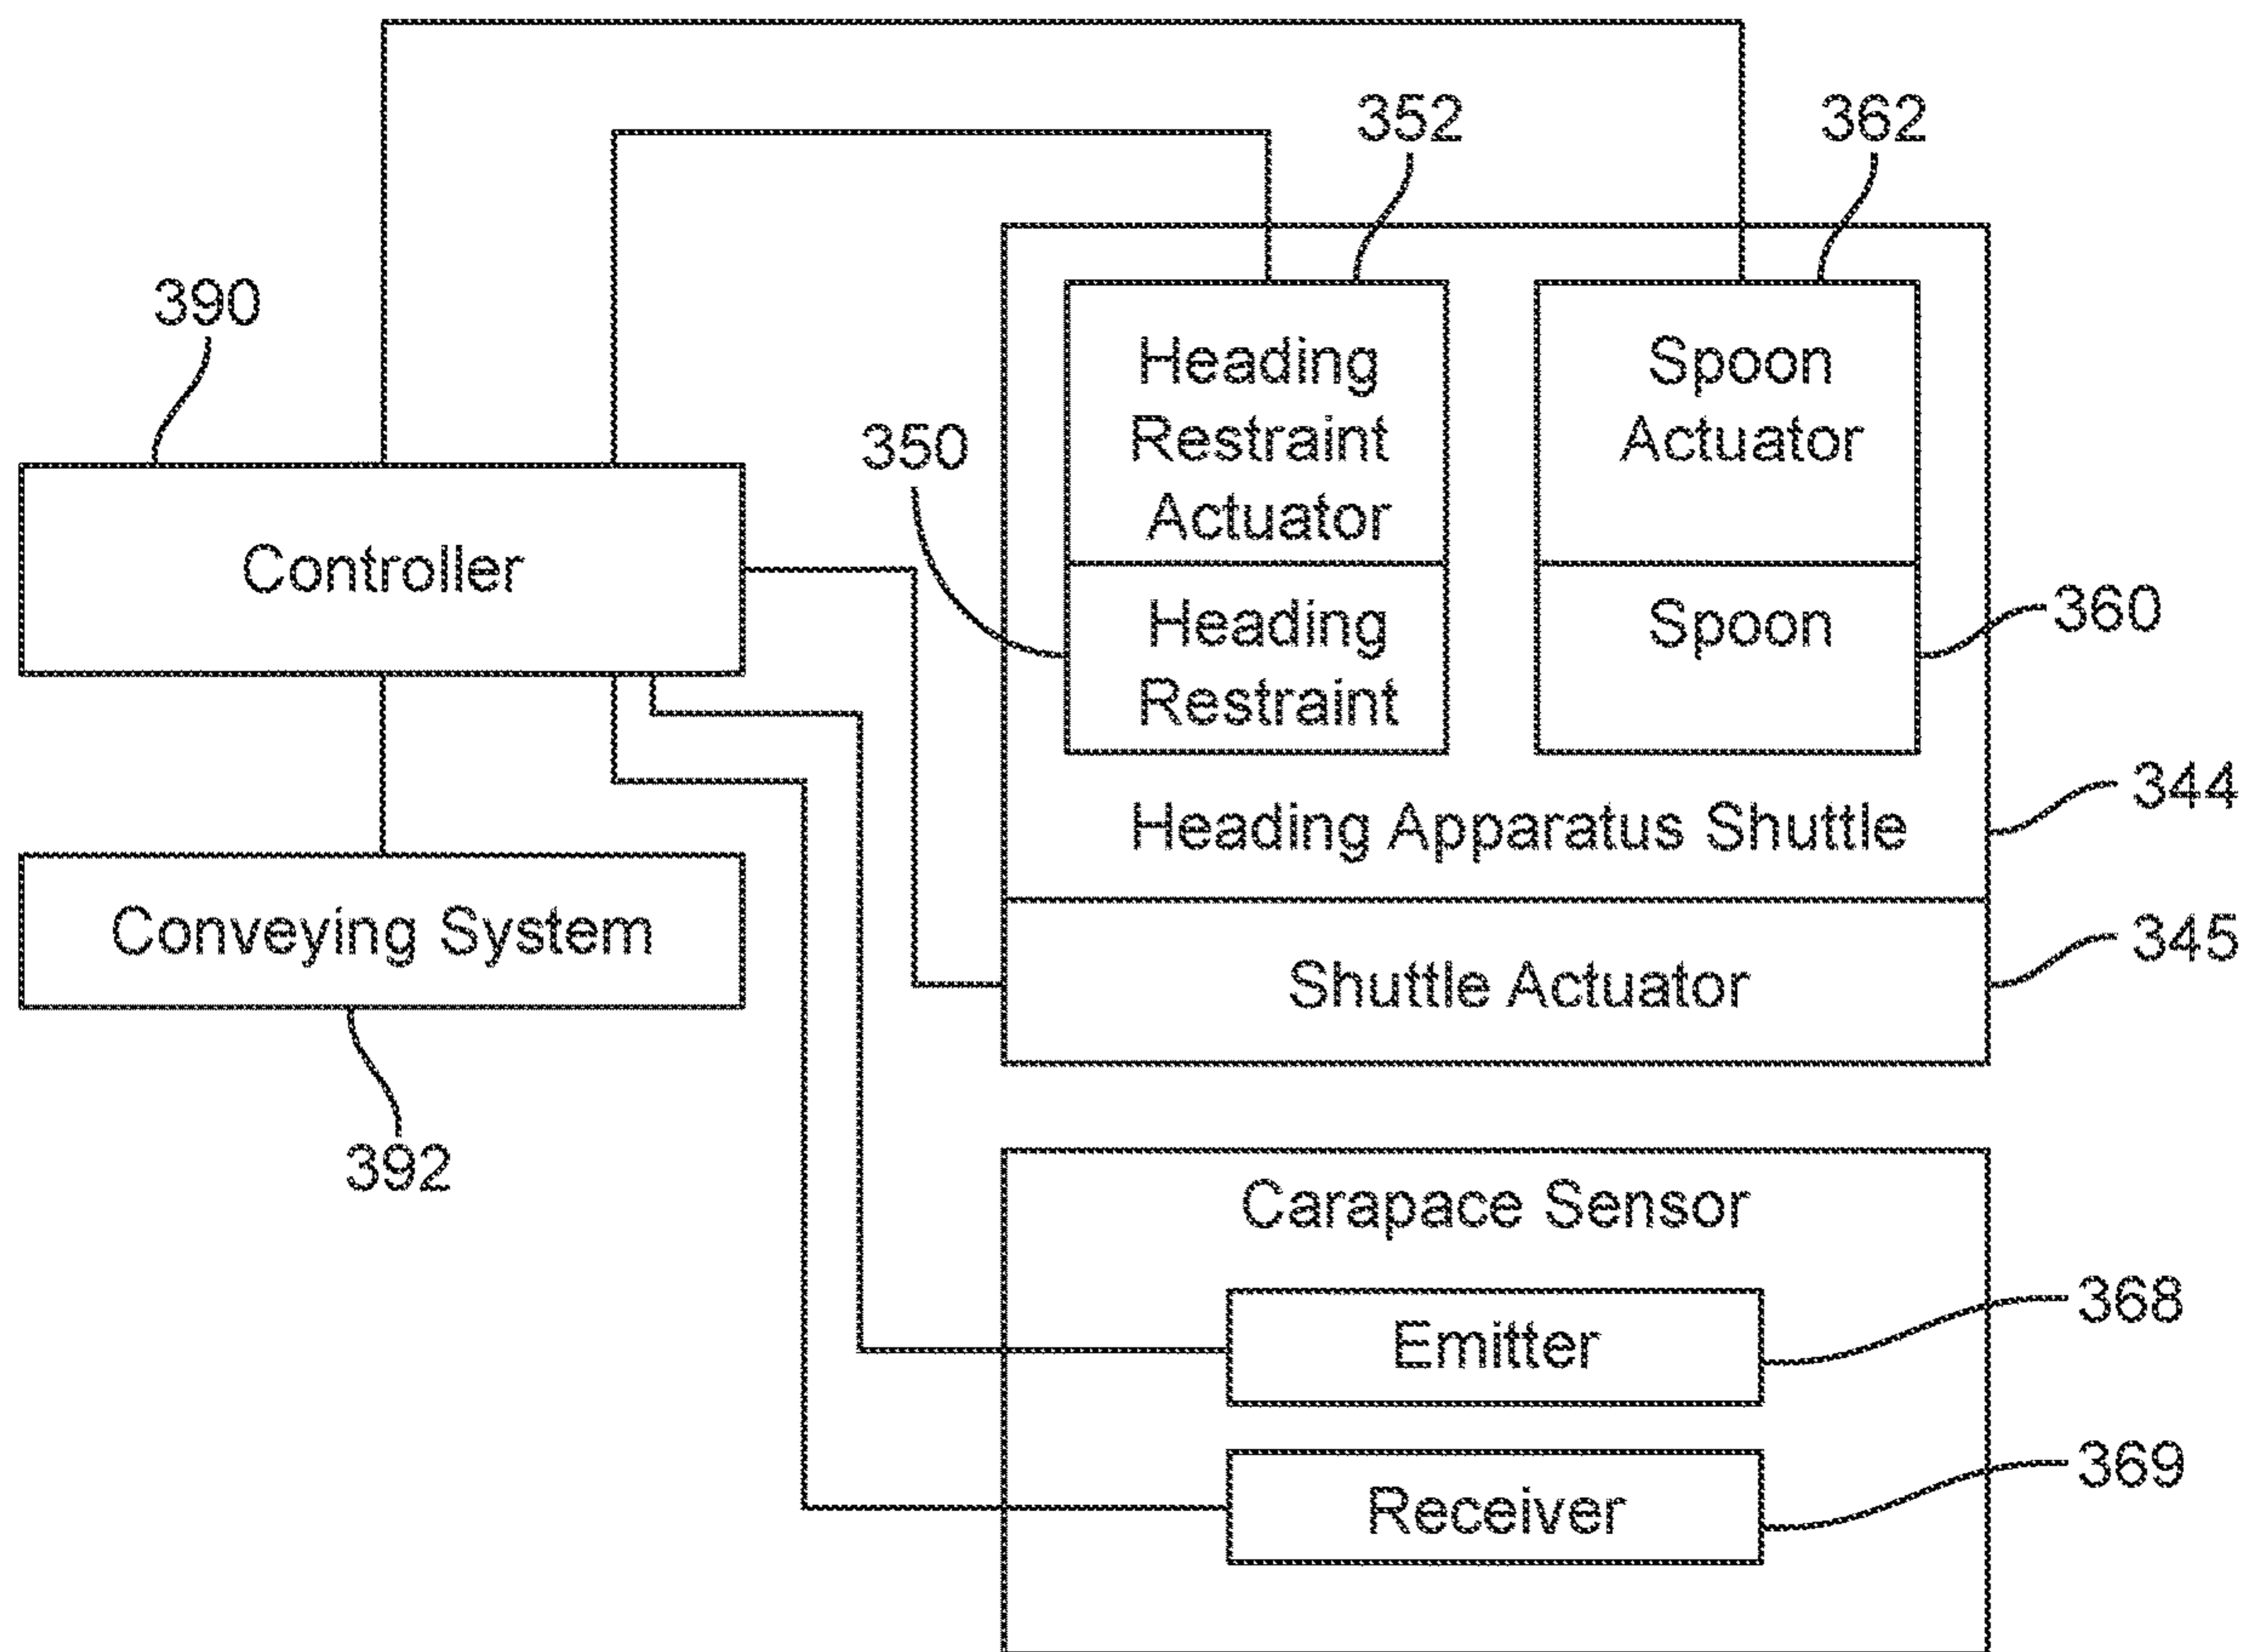 352
362
390
Heading
Restraint
Actuator
Spoon
Actuator
350
Controller
Heading
Restraint
Spoon
360
344
Heading Apparatus Shuttle
Conveying System
345
Shuttle Actuator
392
Carapace Sensor
368
Emitter
369
Receiver